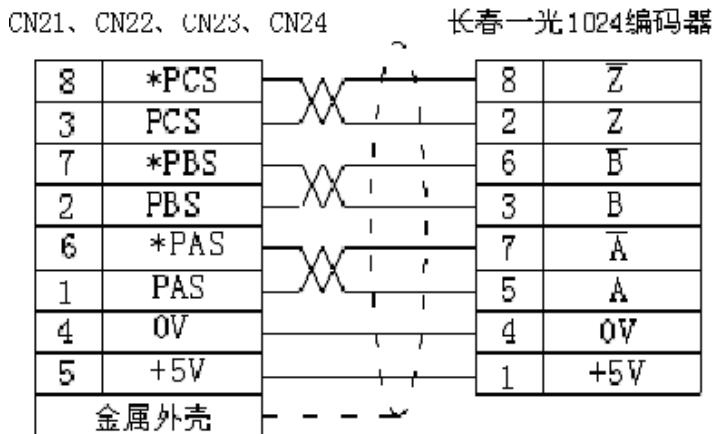 CN21、CN22、CN23、CN24 长春一光1024编码器
8 *PCS 8 Z̅
3 PCS 2 Z
7 *PBS 6 B̅
2 PBS 3 B
6 *PAS 7 A̅
1 PAS 5 A
4 0V 4 0V
5 +5V 1 +5V
金属外壳